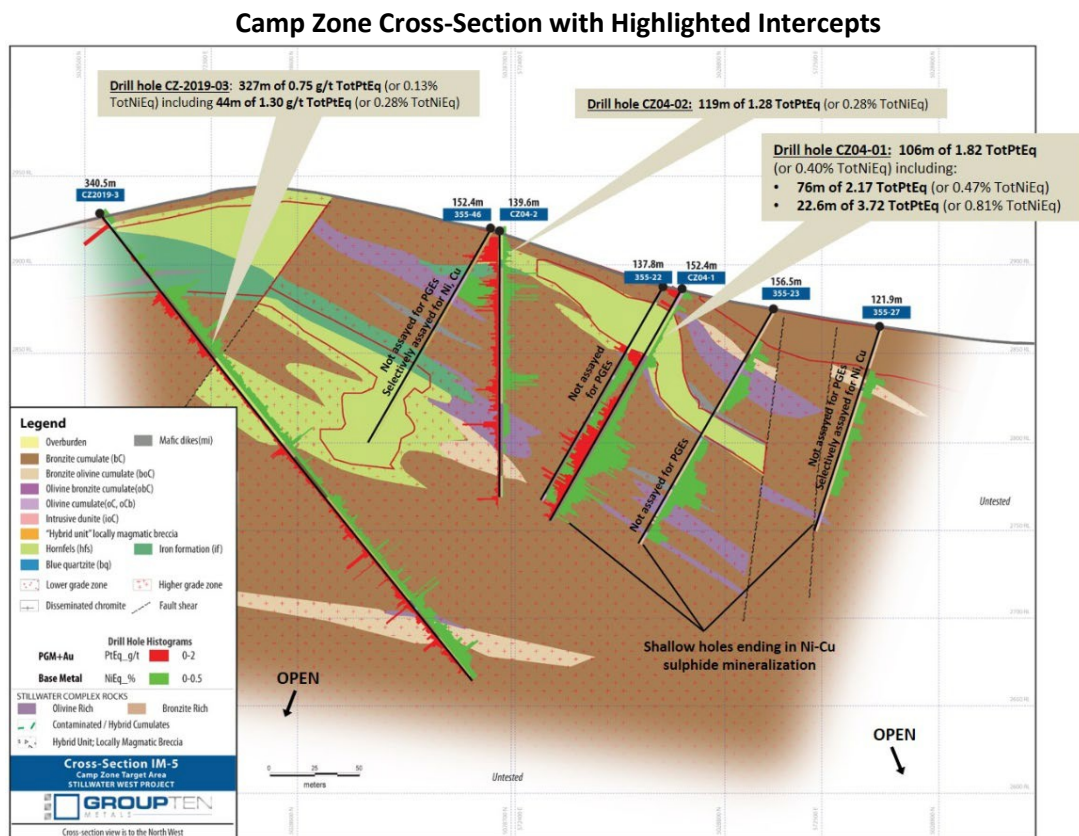 Camp Zone Cross-Section with Highlighted Intercepts
Drill hole CZ-2019-03: 327m of 0.75 g/t TotPtEq (or 0.13%
TotNiEq) including 44m of 1.30 g/t TotPtEq (or 0.28% TotNiEq)
Drill hole CZ04-02: 119m of 1.28 TotPtEq (or 0.28% TotNiEq)
Drill hole CZ04-01: 106m of 1.82 TotPtEq
(or 0.40% TotNiEq) including:
• 76m of 2.17 TotPtEq (or 0.47% TotNiEq)
• 22.6m of 3.72 TotPtEq (or 0.81% TotNiEq)
340.5m
CZ2019-3
152.4m
355-46
139.6m
CZ04-2
137.8m
355-22
152.4m
CZ04-1
156.5m
355-23
121.9m
355-27
Not assayed for PGEs
Selectively assayed for Ni, Cu
Not assayed
for PGEs
Not assayed for PGEs
Not assayed for PGEs
Selectively assayed for Ni, Cu
Untested
Shallow holes ending in Ni-Cu
sulphide mineralization
OPEN
OPEN
Untested
0 25 50
meters
Legend
Overburden
Mafic dikes(mi)
Bronzite cumulate (bC)
Bronzite olivine cumulate (boC)
Olivine bronzite cumulate(obC)
Olivine cumulate(oC, oCb)
Intrusive dunite (ioC)
"Hybrid unit" locally magmatic breccia
Hornfels (hfs)
Iron formation (if)
Blue quartzite (bq)
Lower grade zone
Higher grade zone
Disseminated chromite
Fault shear
Drill Hole Histograms
PGM+Au PtEq_g/t 0-2
Base Metal NiEq_% 0-0.5
STILLWATER COMPLEX ROCKS
Olivine Rich
Bronzite Rich
Contaminated / Hybrid Cumulates
Hybrid Unit; Locally Magmatic Breccia
Cross-Section IM-5
Camp Zone Target Area
STILLWATER WEST PROJECT
GROUPTEN
METALS
Cross-section view is to the North West